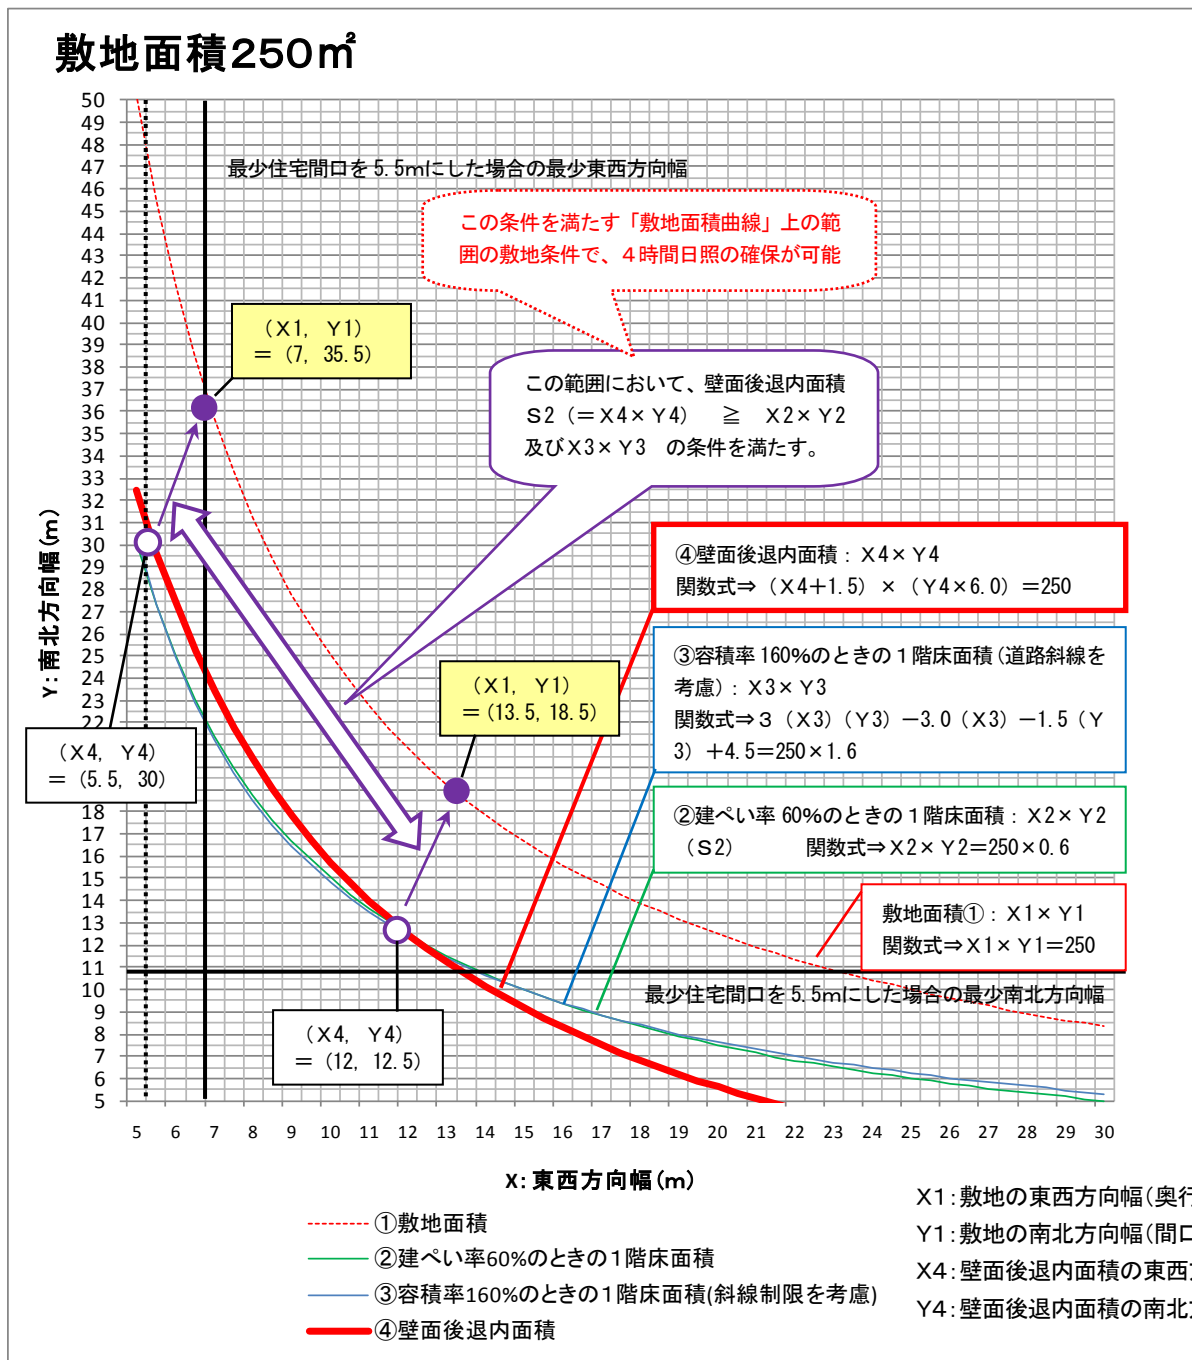 敷地面積250㎡
50
49
48
47
46
45
44
43
42
41
40
39
38
37
36
35
34
33
32
31
30
29
28
27
26
25
24
23
22
18
17
16
15
14
13
12
11
10
9
8
7
6
5
Y:南北方向幅(m)
最少住宅間口を5.5mにした場合の最少東西方向幅
この条件を満たす「敷地面積曲線」上の範
囲の敷地条件で、４時間日照の確保が可能
(X1, Y1)
＝(7, 35.5)
この範囲において、壁面後退内面積
S2（＝X4×Y4） ≧ X2×Y2
及びX3×Y3 の条件を満たす。
④壁面後退内面積：X4×Y4
関数式⇒（X4＋1.5）×（Y4×6.0）＝250
③容積率160%のときの１階床面積（道路斜線を
考慮）：X3×Y3
関数式⇒３（X3）（Y3）－3.0（X3）－1.5（Y
3）＋4.5＝250×1.6
(X1, Y1)
＝(13.5, 18.5)
(X4, Y4)
＝(5.5, 30)
②建ぺい率60%のときの１階床面積：X2×Y2
（S2） 関数式⇒X2×Y2＝250×0.6
敷地面積①：X1×Y1
関数式⇒X1×Y1＝250
最少住宅間口を5.5mにした場合の最少南北方向幅
(X4, Y4)
＝(12, 12.5)
5 6 7 8 9 10 11 12 13 14 15 16 17 18 19 20 21 22 23 24 25 26 27 28 29 30
X:東西方向幅(m)
①敷地面積
②建ぺい率60%のときの１階床面積
③容積率160%のときの１階床面積(斜線制限を考慮)
④壁面後退内面積
X1:敷地の東西方向幅(奥行
Y1:敷地の南北方向幅(間口
X4:壁面後退内面積の東西
Y4:壁面後退内面積の南北